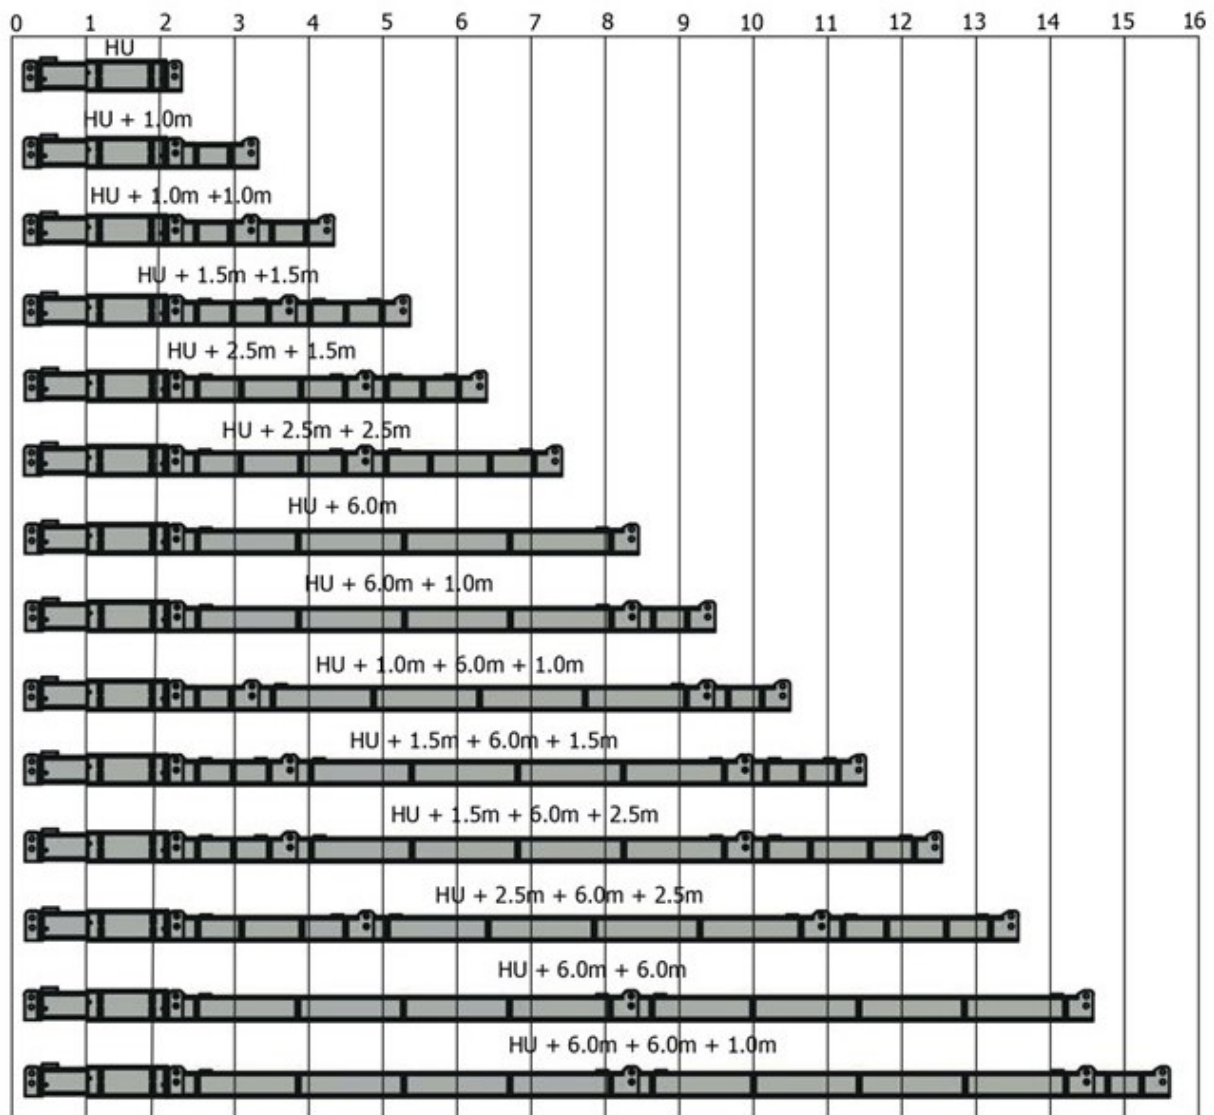 0 1 2 3 4 5 6 7 8 9 10 11 12 13 14 15 16
HU
HU + 1.0m
HU + 1.0m +1.0m
HU + 1.5m +1.5m
HU + 2.5m + 1.5m
HU + 2.5m + 2.5m
HU + 6.0m
HU + 6.0m + 1.0m
HU + 1.0m + 6.0m + 1.0m
HU + 1.5m + 6.0m + 1.5m
HU + 1.5m + 6.0m + 2.5m
HU + 2.5m + 6.0m + 2.5m
HU + 6.0m + 6.0m
HU + 6.0m + 6.0m + 1.0m